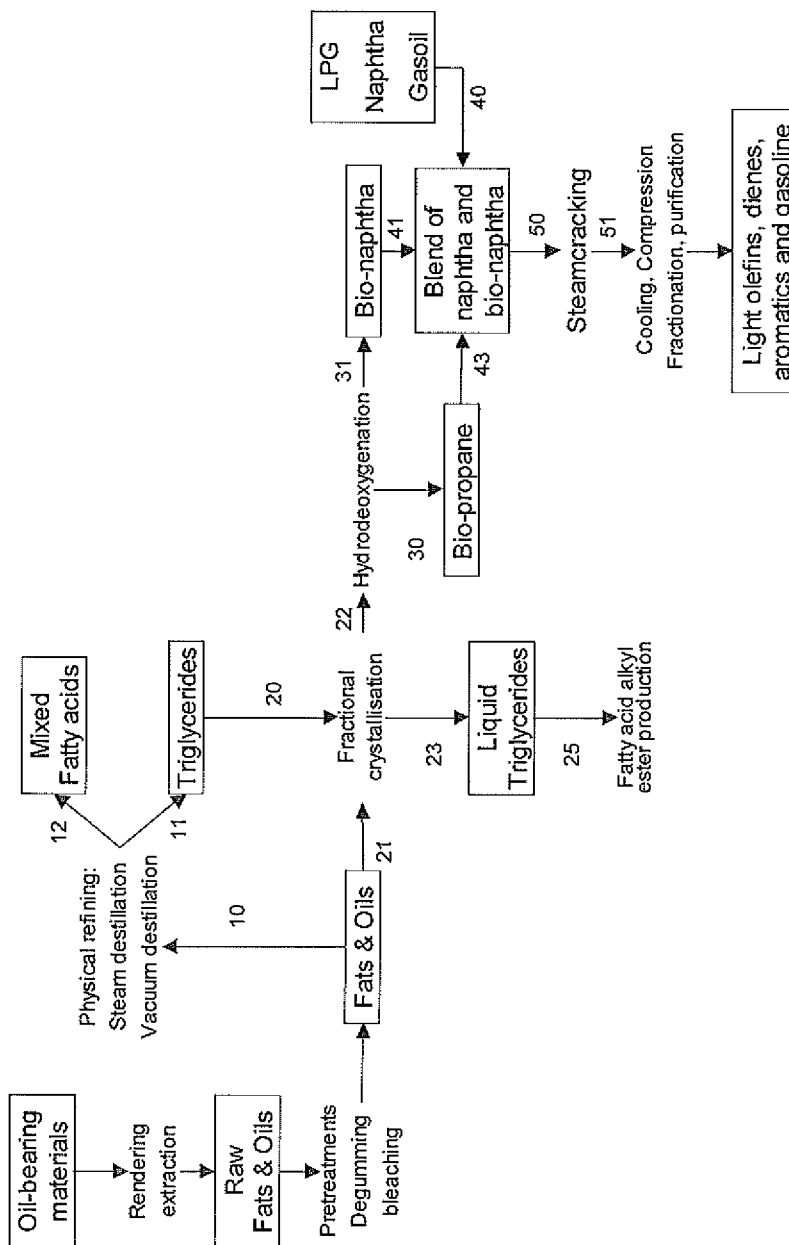 Oil-bearing
materials
Rendering
extraction
Raw
Fats & Oils
Pretreatments
Degumming
bleaching
Physical refining:
Steam destillation
Vacuum destillation
10
Fats & Oils
12
11
Mixed
Fatty acids
Triglycerides
20
21
Fractional
crystallisation
22
23
Liquid
Triglycerides
25
Fatty acid alkyl
ester production
Hydrodeoxygenation
31
30
Bio-propane
43
Bio-naphtha
41
LPG
Naphtha
Gasoil
40
Blend of
naphtha and
bio-naphtha
50
Steamcracking
51
Cooling, Compression
Fractionation, purification
Light olefins, dienes,
aromatics and gasoline